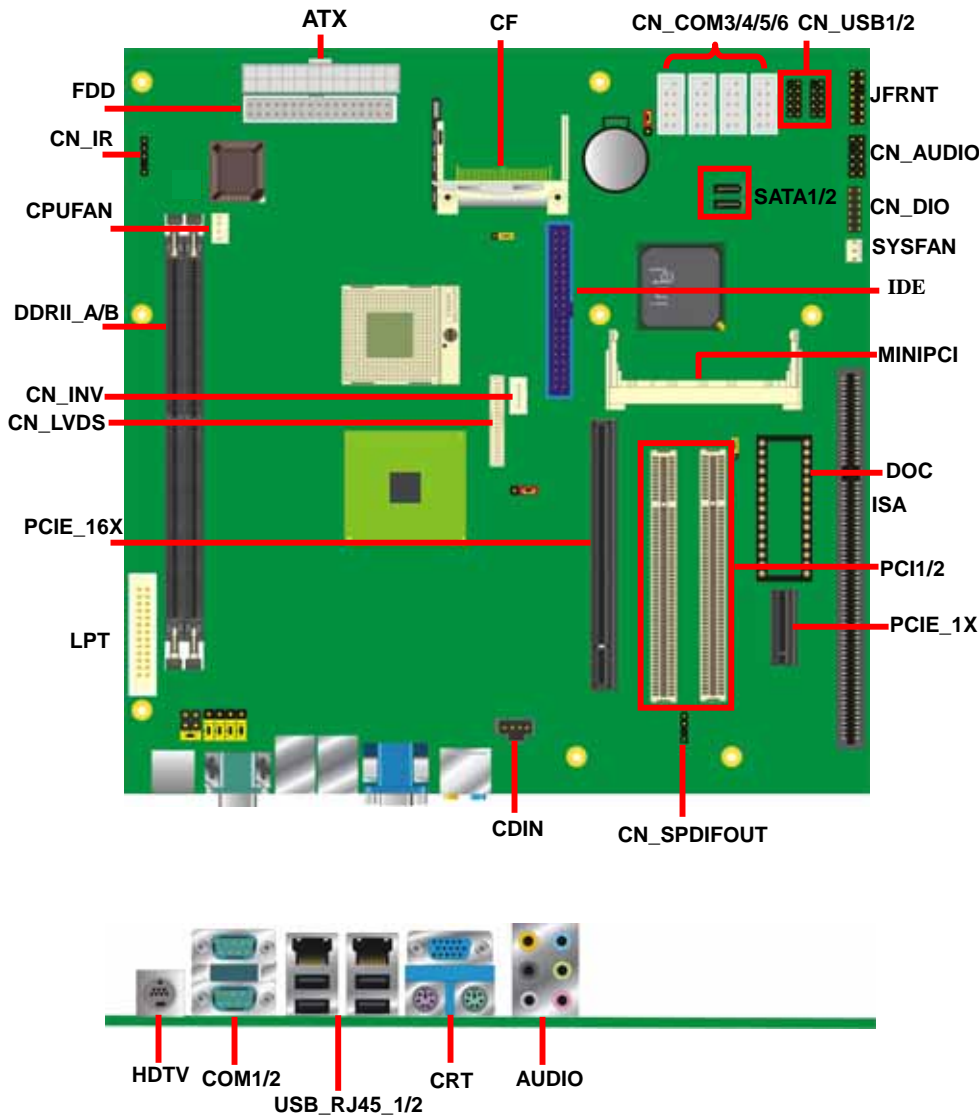 ATX
CF
CN_COM3/4/5/6
CN_USB1/2
FDD
JFRNT
CN_IR
CN_AUDIO
CPUFAN
SATA1/2
CN_DIO
SYSFAN
IDE
DDRII_A/B
MINIPCI
CN_INV
CN_LVDS
DOC
ISA
PCIE_16X
PCI1/2
LPT
PCIE_1X
CDIN
CN_SPDIFOUT
HDTV
COM1/2
USB_RJ45_1/2
CRT
AUDIO